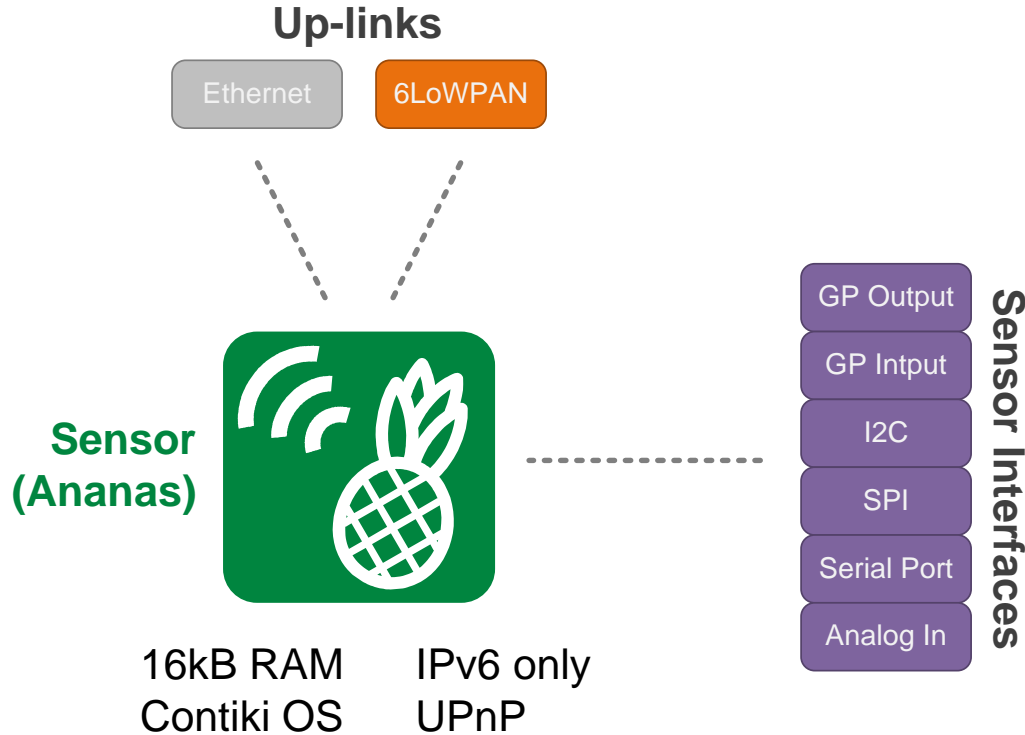 Up-links
Ethernet
6LoWPAN
GP Output
GP Intput
I2C
SPI
Serial Port
Analog In
Sensor Interfaces
Sensor
(Ananas)
16kB RAM
Contiki OS
IPv6 only
UPnP